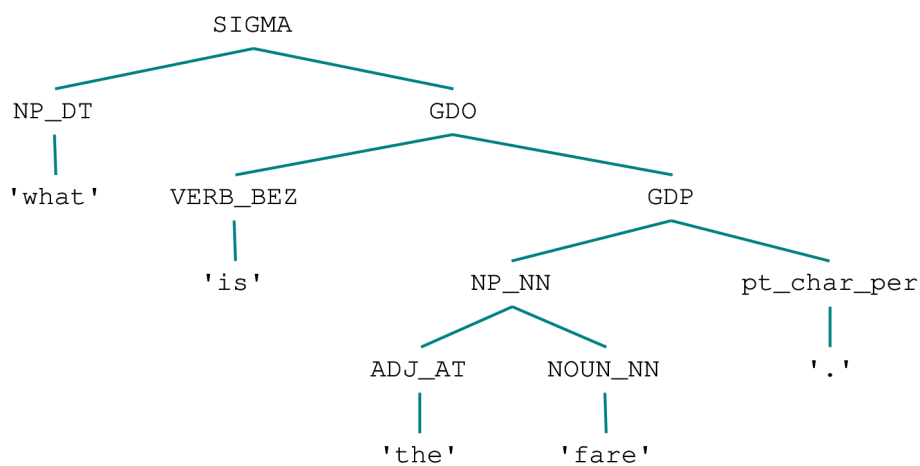 SIGMA
NP_DT GDO
'what' VERB_BEZ GDP
'is' NP_NN pt_char_per
ADJ_AT NOUN_NN '.'
'the' 'fare'